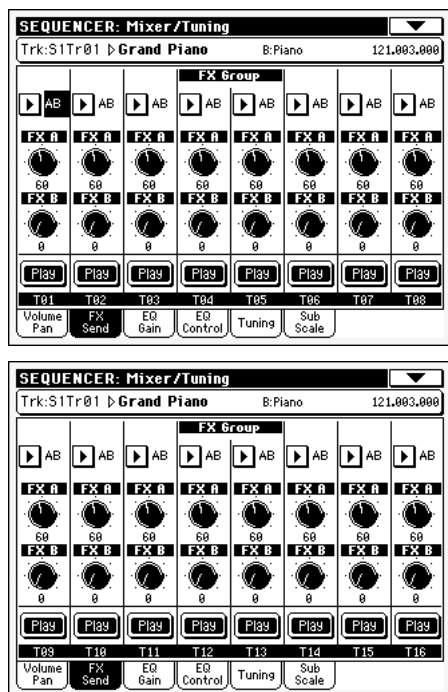 SEQUENCER: Mixer/Tuning
Trk:S1Tr01 Grand Piano B:Piano 121.003.000
FX Group
AB AB AB AB AB AB AB AB
FX A FX A FX A FX A FX A FX A FX A FX A
60 60 60 60 60 60 60 60
FX B FX B FX B FX B FX B FX B FX B FX B
0 0 0 0 0 0 0 0
Play Play Play Play Play Play Play Play
T01 T02 T03 T04 T05 T06 T07 T08
Volume Pan FX Send EQ Gain EQ Control Tuning Sub Scale
SEQUENCER: Mixer/Tuning
Trk:S1Tr01 Grand Piano B:Piano 121.003.000
FX Group
AB AB AB AB AB AB AB AB
FX A FX A FX A FX A FX A FX A FX A FX A
60 60 60 60 60 60 60 60
FX B FX B FX B FX B FX B FX B FX B FX B
0 0 0 0 0 0 0 0
Play Play Play Play Play Play Play Play
T09 T10 T11 T12 T13 T14 T15 T16
Volume Pan FX Send EQ Gain EQ Control Tuning Sub Scale